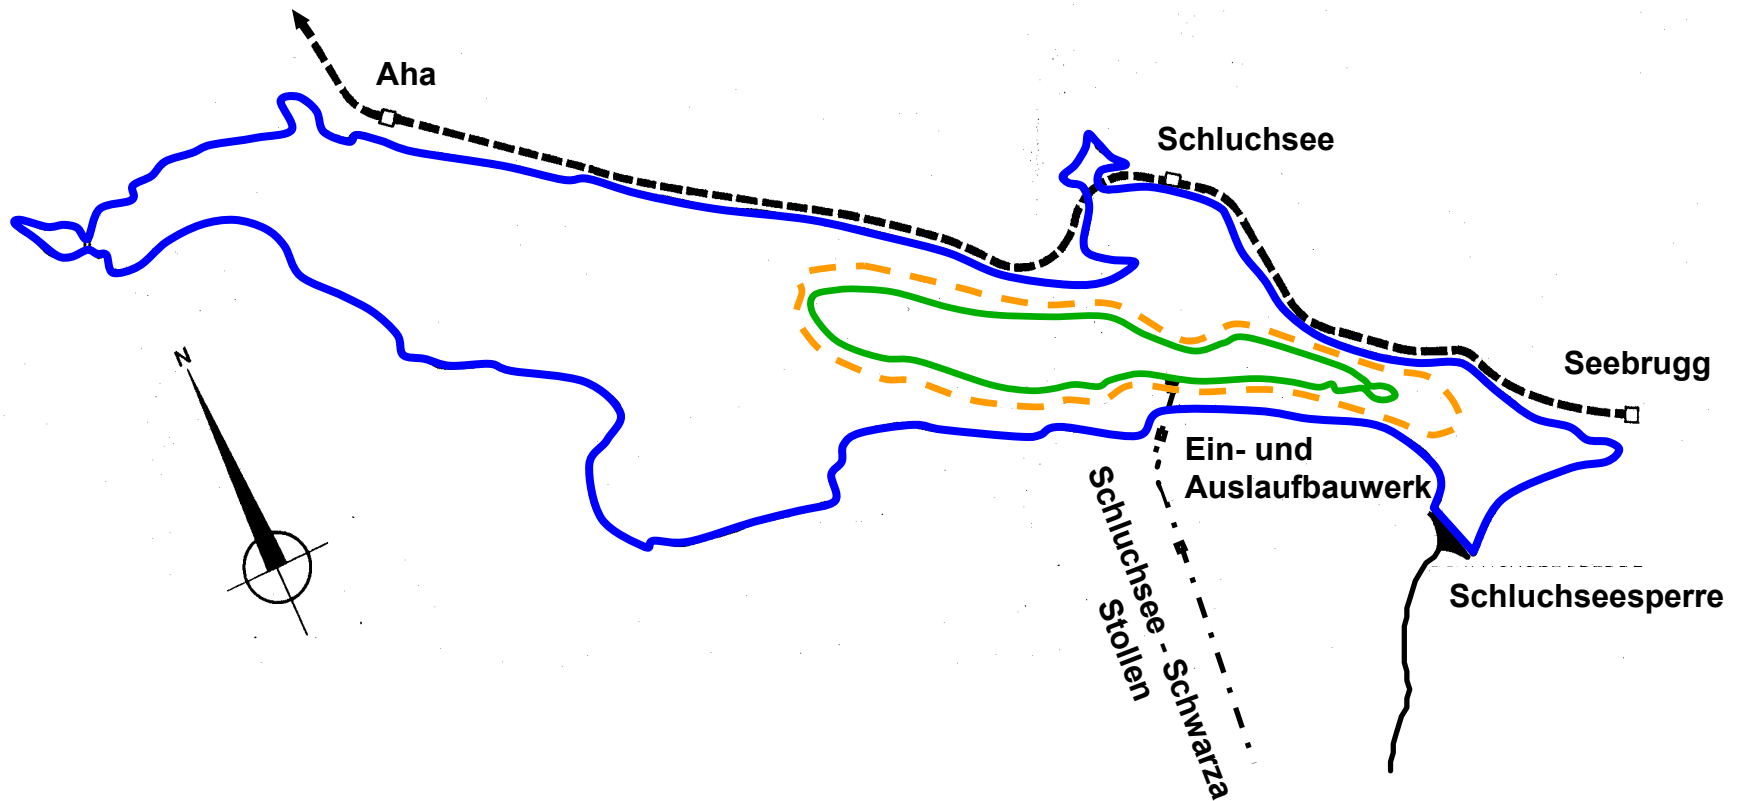 Aha
Schluchsee
Seebrugg
N
Ein- und
Auslaufbauwerk
Schluchsee - Schwarza
Stollen
Schluchseesperre